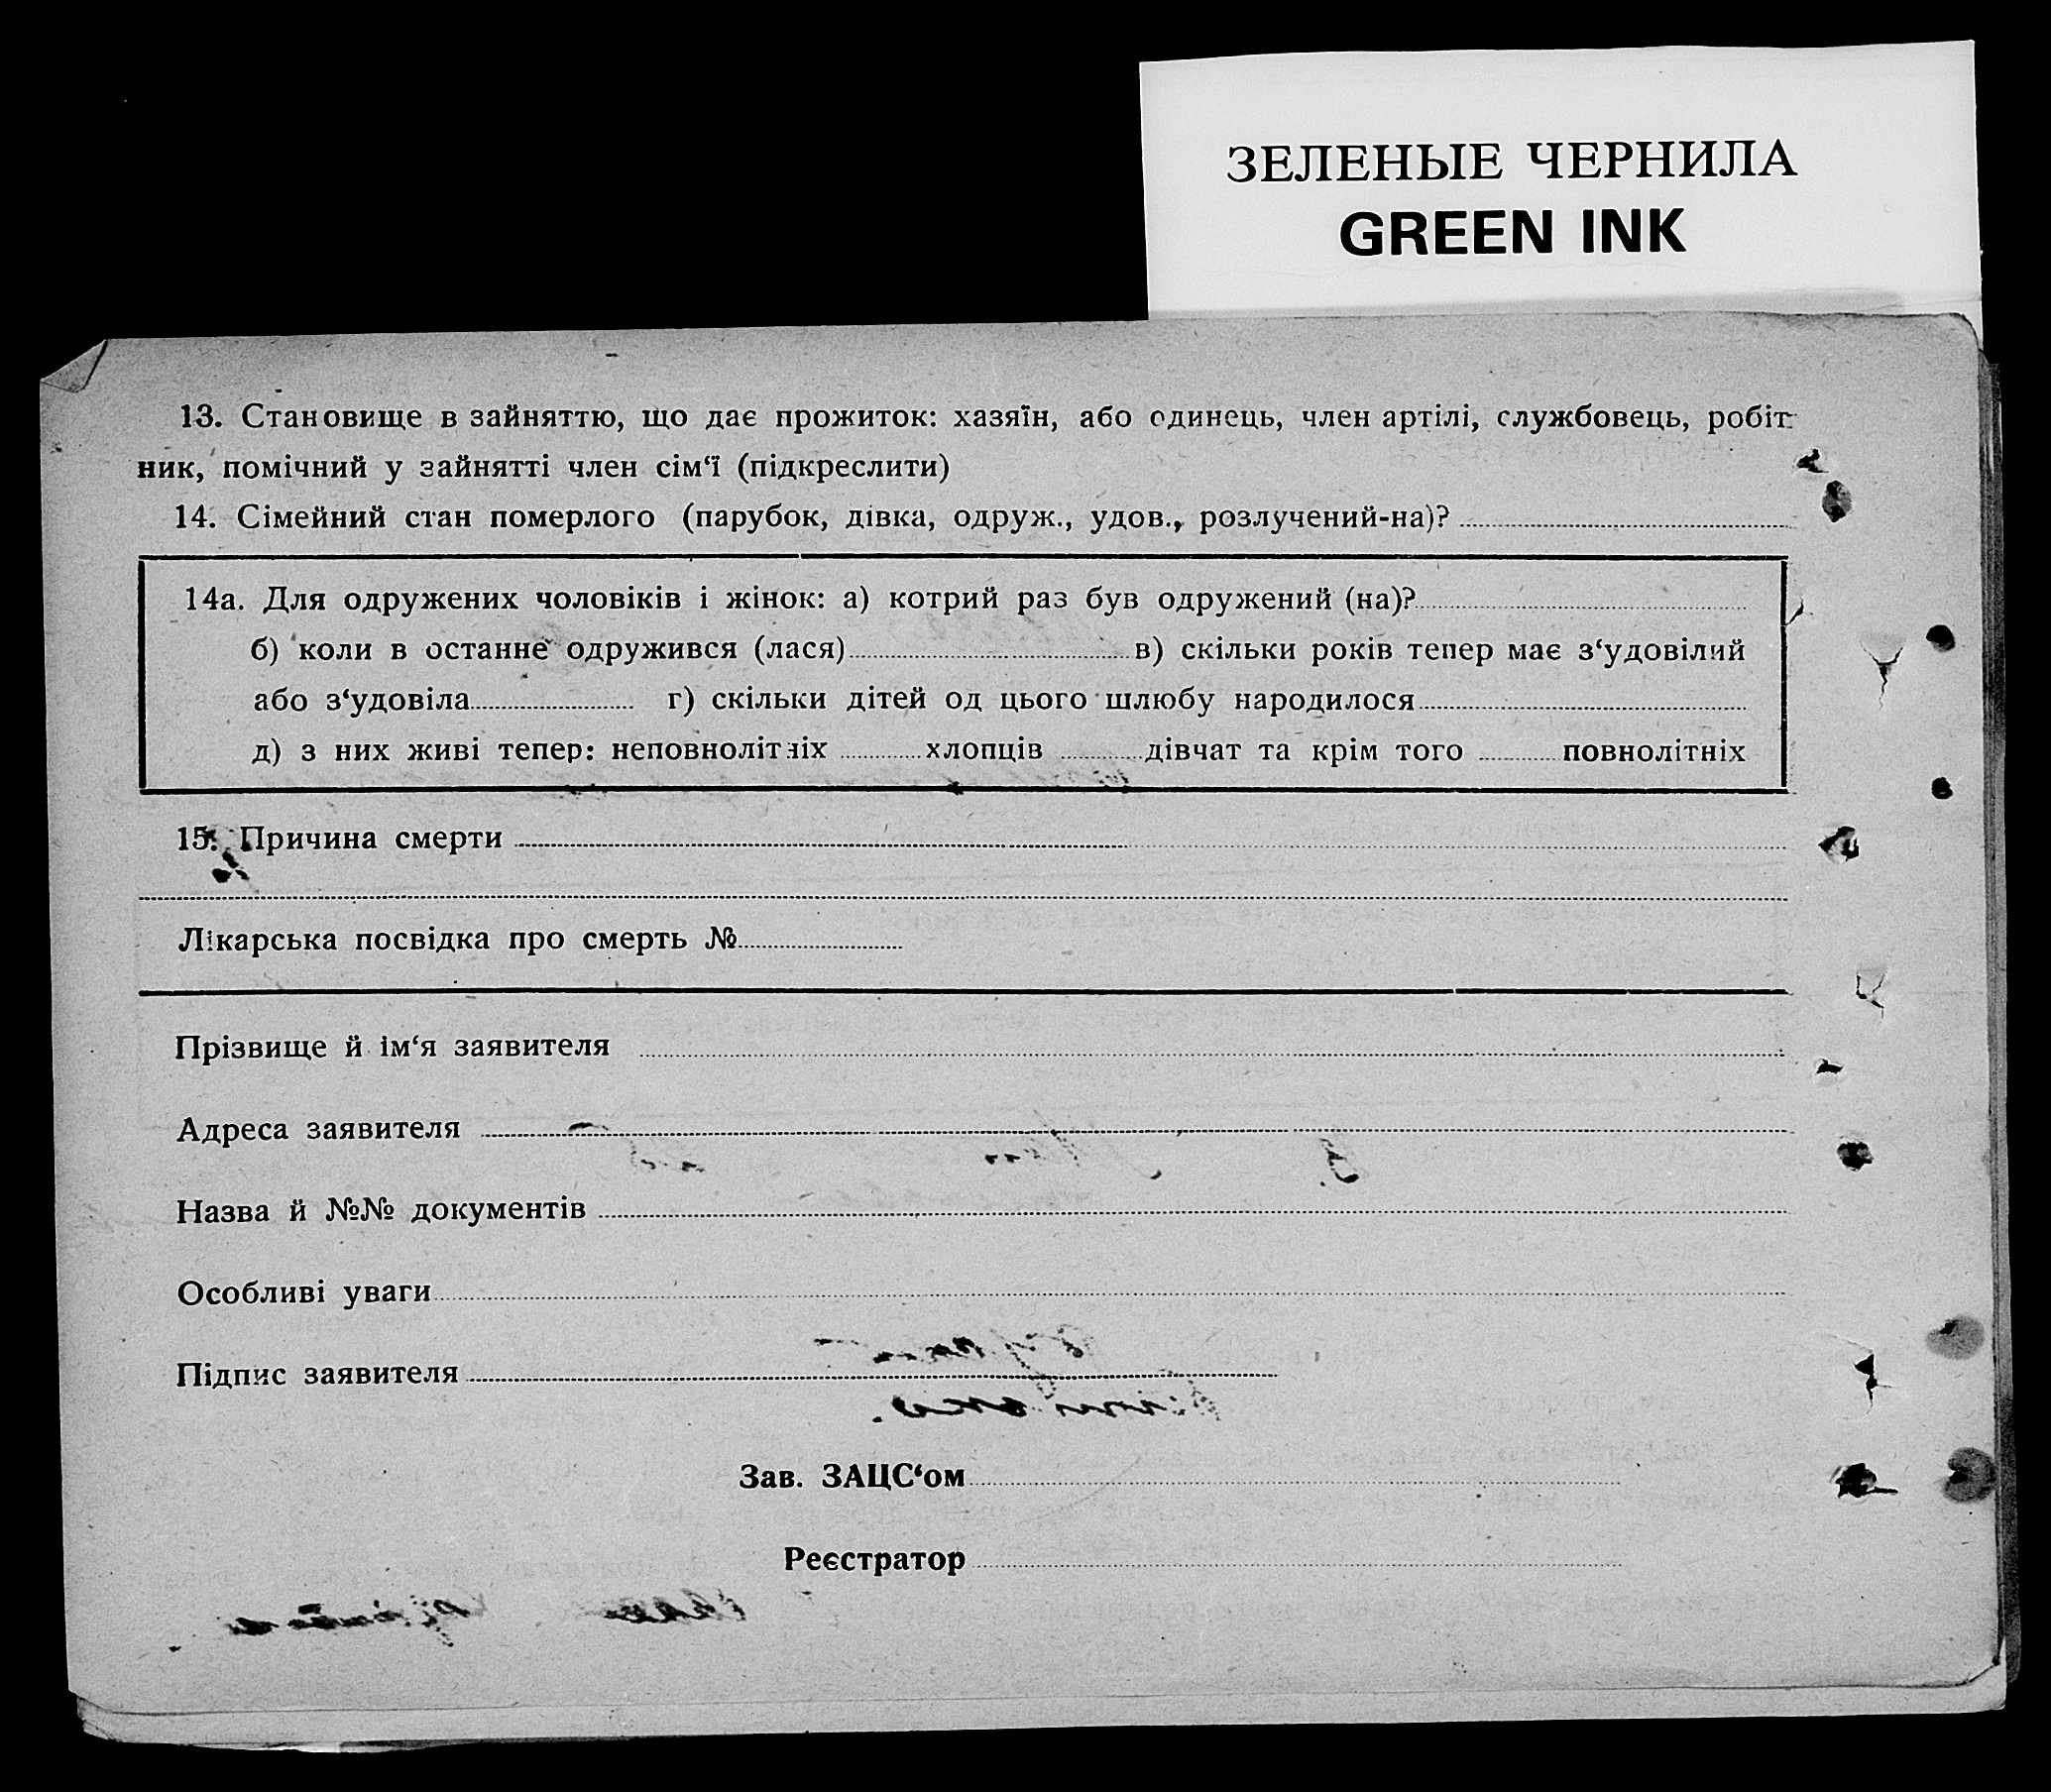 ЗЕЛЕНЫЕ ЧЕРНИЛА
GREEN INK
13. Становище в зайняттю, що дає прожиток: хазяїн, або одинець, член артілі, службовець, робіт-
ник, помічний у зайнятті член сім‘ї (підкреслити)
14. Сімейний стан померлого (парубок, дівка, одруж., удов., розлучений-на)?
14а. Для одружених чоловіків і жінок: а) котрий раз був одружений (на)?
б) коли в останнє одружився (лася) в) скільки років тепер має з‘удовілий
або з‘удовіла г) скільки дітей од цього шлюбу народилося
д) з них живі тепер: неповнолітніх хлопців дівчат та крім того повнолітніх
15. Причина смерти
Лікарська посвідка про смерть №
Прізвище й ім‘я заявителя
Адреса заявителя
Назва й №№ документів
Особливі уваги
Підпис заявителя
Зав. ЗАЦС‘ом
Реєстратор